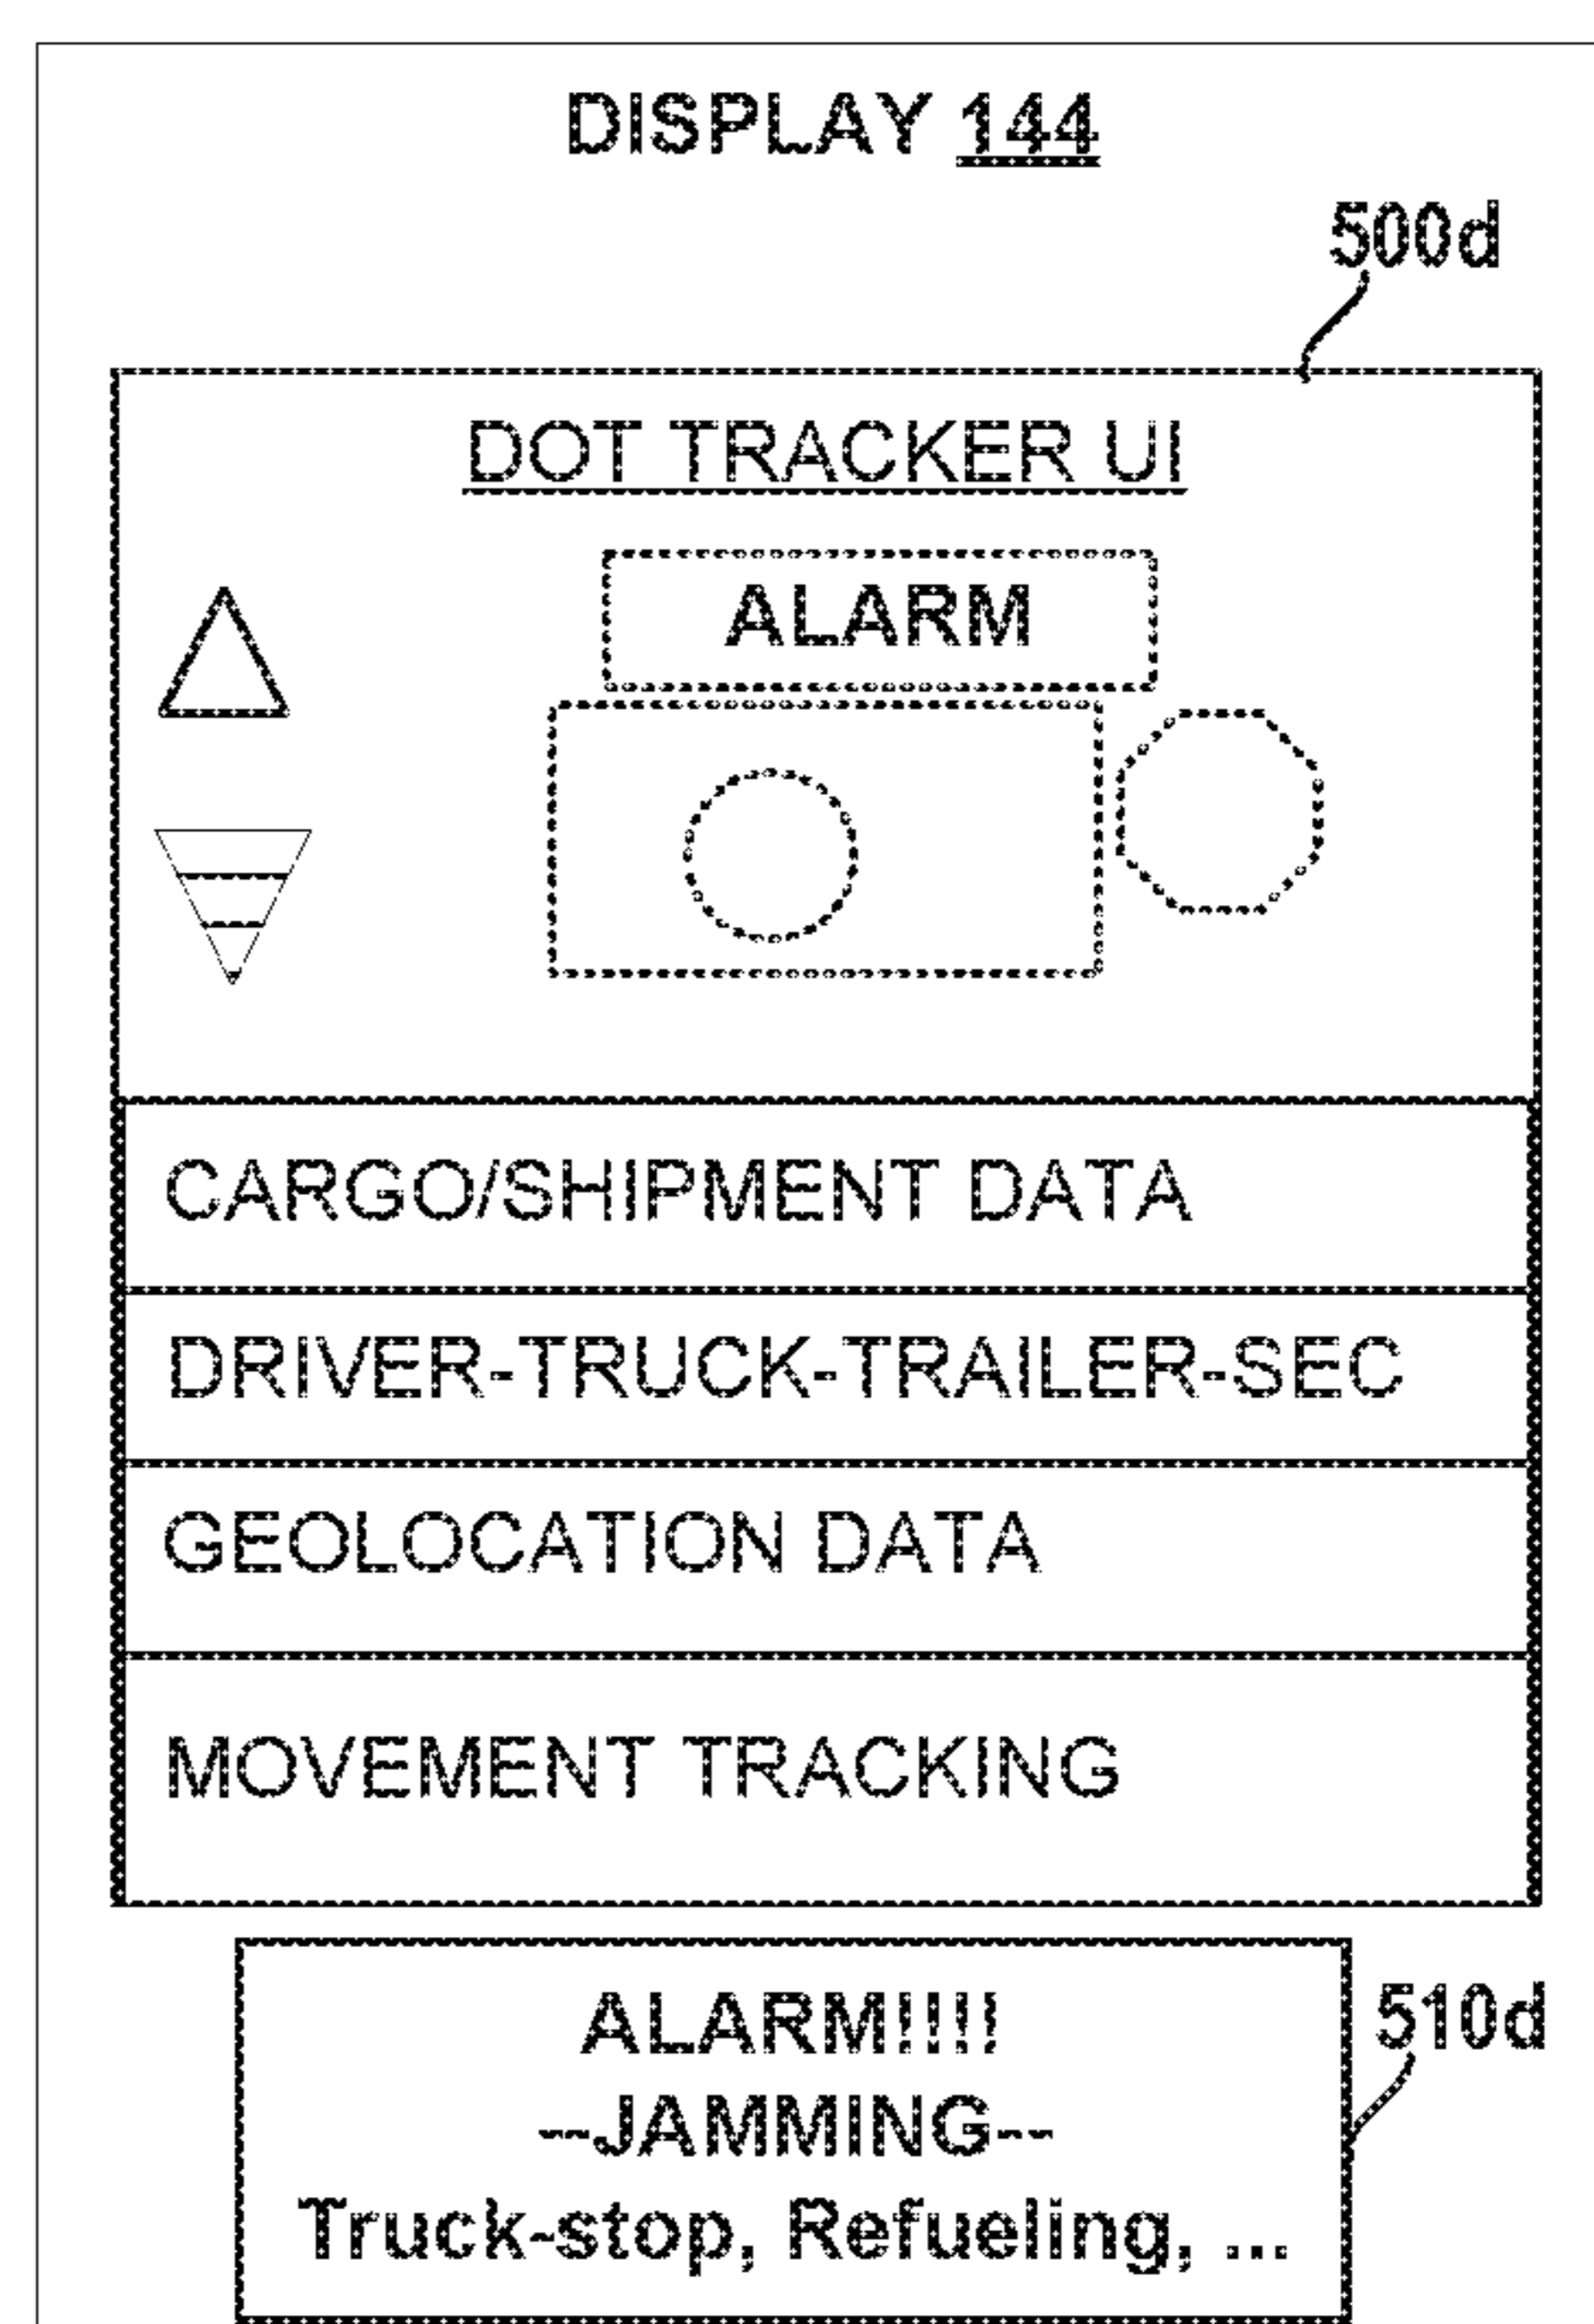 DISPLAY 144
500d
DOT TRACKER UI
ALARM
CARGO/SHIPMENT DATA
DRIVER-TRUCK-TRAILER-SEC
GEOLOCATION DATA
MOVEMENT TRACKING
ALARM!!!!
510d
--JAMMING--
Truck-stop, Refueling, ...